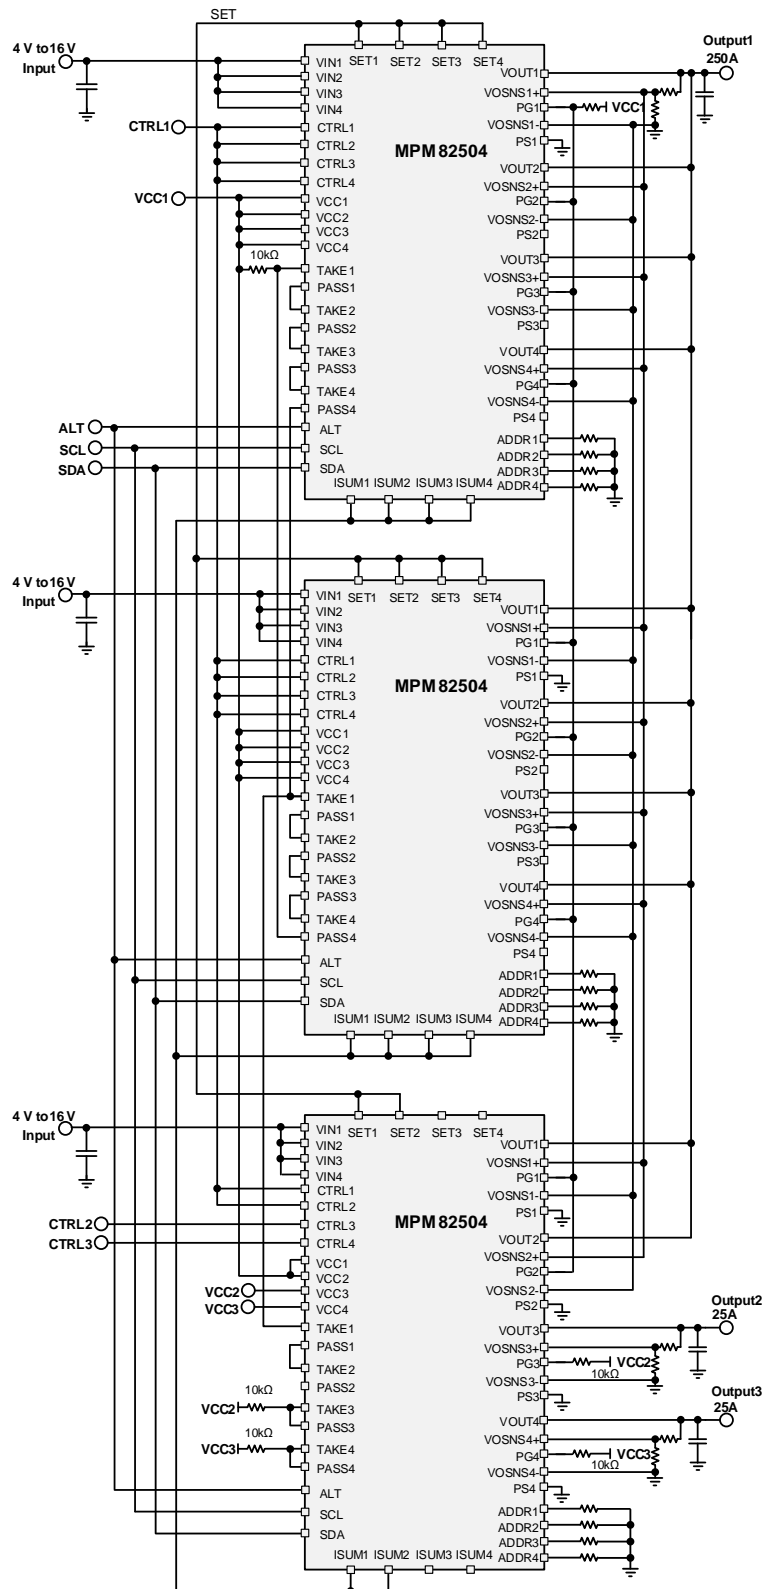 SET
4 V to16V
Input
CTRL1
VCC1
10kΩ
ALT
SCL
SDA
SET1 SET2 SET3 SET4
MPM82504
VIN1
VIN2
VIN3
VIN4
CTRL1
CTRL2
CTRL3
CTRL4
VCC1
VCC2
VCC3
VCC4
TAKE1
PASS1
TAKE2
PASS2
TAKE3
PASS3
TAKE4
PASS4
ALT
SCL
SDA
ISUM1 ISUM2 ISUM3 ISUM4
VOUT1
VOSNS1+
PG1
VOSNS1-
PS1
VOUT2
VOSNS2+
PG2
VOSNS2-
PS2
VOUT3
VOSNS3+
PG3
VOSNS3-
PS3
VOUT4
VOSNS4+
PG4
VOSNS4-
PS4
ADDR1
ADDR2
ADDR3
ADDR4
VCC1
Output1
250A
4 V to16V
Input
SET1 SET2 SET3 SET4
MPM82504
VIN1
VIN2
VIN3
VIN4
CTRL1
CTRL2
CTRL3
CTRL4
VCC1
VCC2
VCC3
VCC4
TAKE1
PASS1
TAKE2
PASS2
TAKE3
PASS3
TAKE4
PASS4
ALT
SCL
SDA
ISUM1 ISUM2 ISUM3 ISUM4
VOUT1
VOSNS1+
PG1
VOSNS1-
PS1
VOUT2
VOSNS2+
PG2
VOSNS2-
PS2
VOUT3
VOSNS3+
PG3
VOSNS3-
PS3
VOUT4
VOSNS4+
PG4
VOSNS4-
PS4
ADDR1
ADDR2
ADDR3
ADDR4
4 V to16V
Input
CTRL2
CTRL3
VCC2
VCC3
10kΩ
VCC2
10kΩ
VCC3
SET1 SET2 SET3 SET4
MPM82504
VIN1
VIN2
VIN3
VIN4
CTRL1
CTRL2
CTRL3
CTRL4
VCC1
VCC2
VCC3
VCC4
TAKE1
PASS1
TAKE2
PASS2
TAKE3
PASS3
TAKE4
PASS4
ALT
SCL
SDA
ISUM1 ISUM2 ISUM3 ISUM4
VOUT1
VOSNS1+
PG1
VOSNS1-
PS1
VOUT2
VOSNS2+
PG2
VOSNS2-
PS2
VOUT3
VOSNS3+
PG3
VOSNS3-
PS3
VOUT4
VOSNS4+
PG4
VOSNS4-
PS4
ADDR1
ADDR2
ADDR3
ADDR4
Output2
25A
VCC2
10kΩ
Output3
25A
VCC3
10kΩ